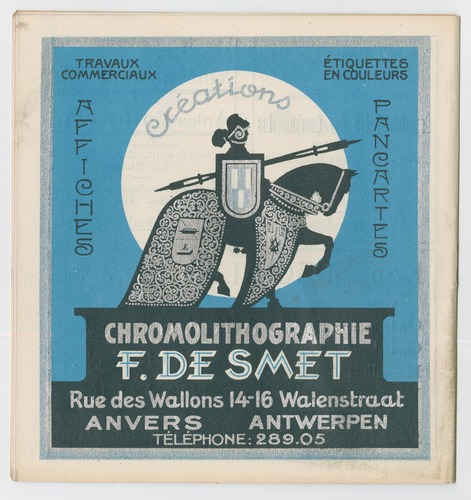 TRAVAUX
COMMERCIAUX
ÉTIQUETTES
EN COULEURS
Créations
AFFICHES
PANCARTES
CHROMOLITHOGRAPHIE
F. DE SMET
Rue des Wallons 14-16 Walenstraat
ANVERS ANTWERPEN
TÉLÉPHONE: 289.05